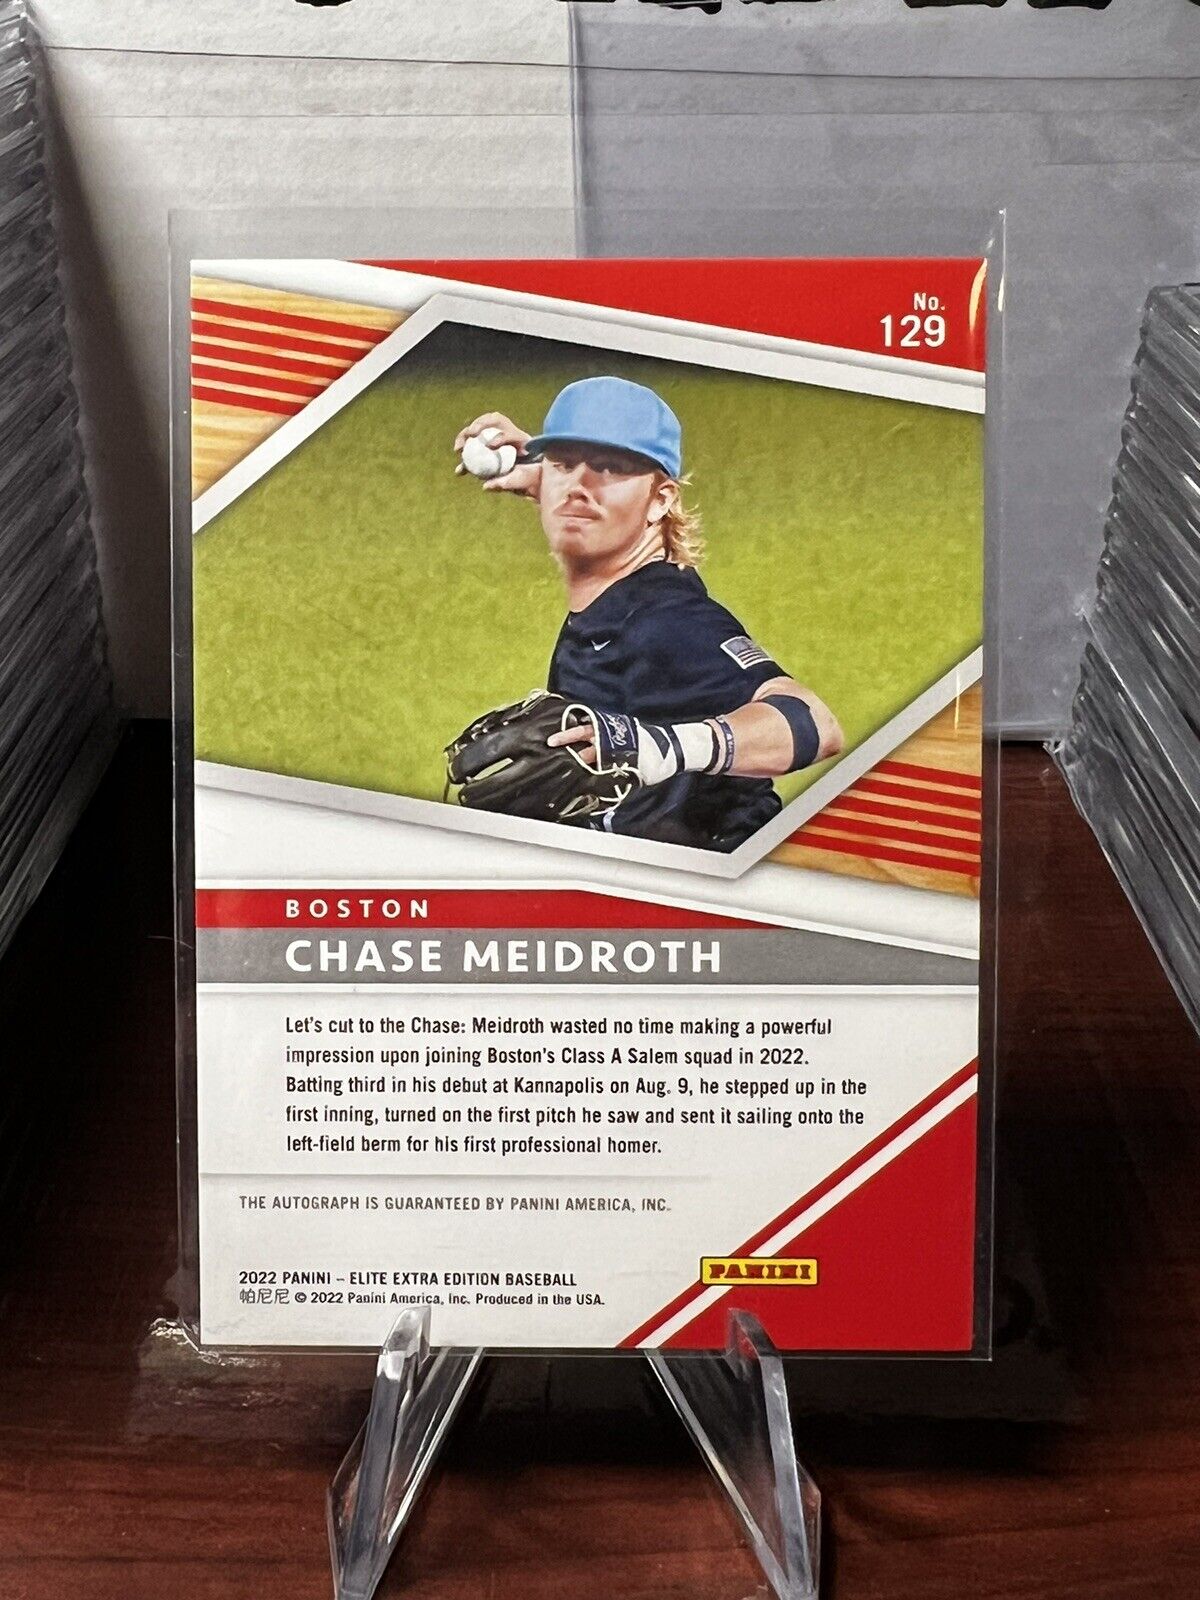 No.
129
BOSTON
CHASE MEIDROTH
Let's cut to the Chase: Meidroth wasted no time making a powerful
impression upon joining Boston's Class A Salem squad in 2022.
Batting third in his debut at Kannapolis on Aug. 9, he stepped up in the
first inning, turned on the first pitch he saw and sent it sailing onto the
left-field berm for his first professional homer.
THE AUTOGRAPH IS GUARANTEED BY PANINI AMERICA, INC.
PANINI
2022 PANINI – ELITE EXTRA EDITION BASEBALL
帕尼尼 © 2022 Panini America, Inc. Produced in the USA.